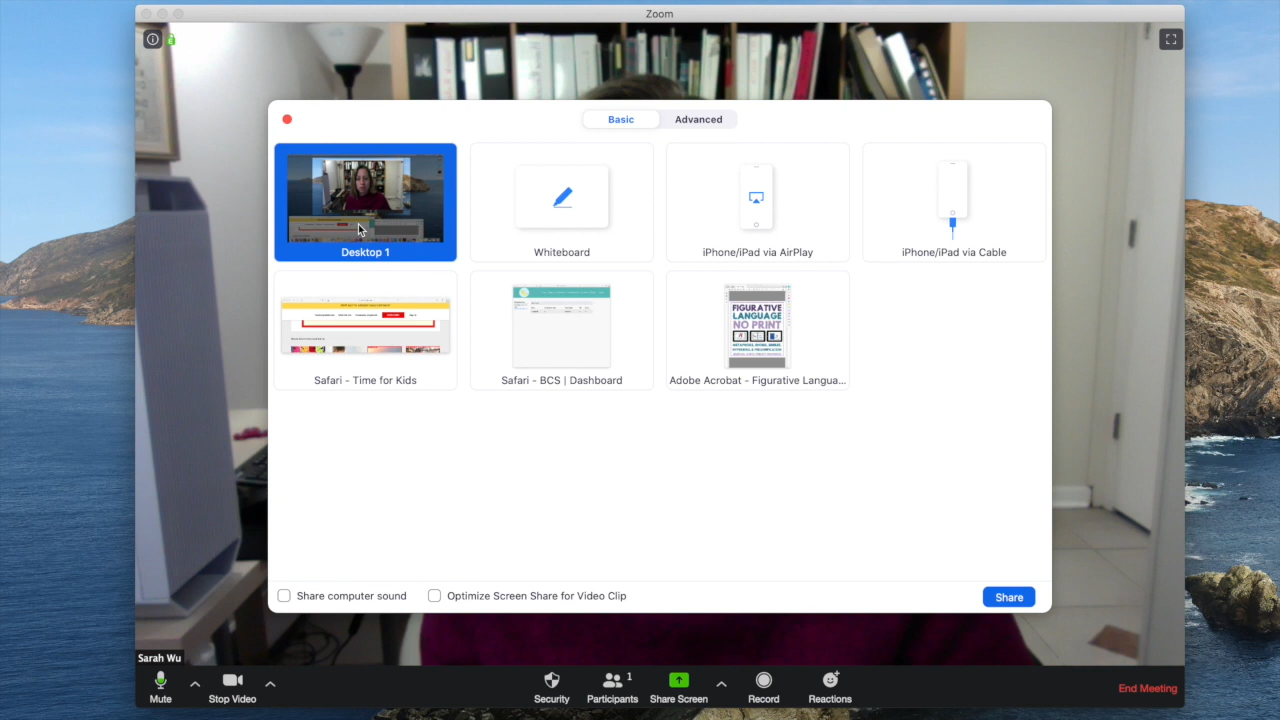 Zoom
Basic
Advanced
Desktop 1
Whiteboard
iPhone/iPad via AirPlay
iPhone/iPad via Cable
FIGURATIVE
LANGUAGE
NO PRINT
Safari - Time for Kids
Safari - BCS | Dashboard
Adobe Acrobat - Figurative Langua...
Share computer sound
Optimize Screen Share for Video Clip
Share
Sarah Wu
Mute
Stop Video
Security
1
Participants
Share Screen
Record
Reactions
End Meeting